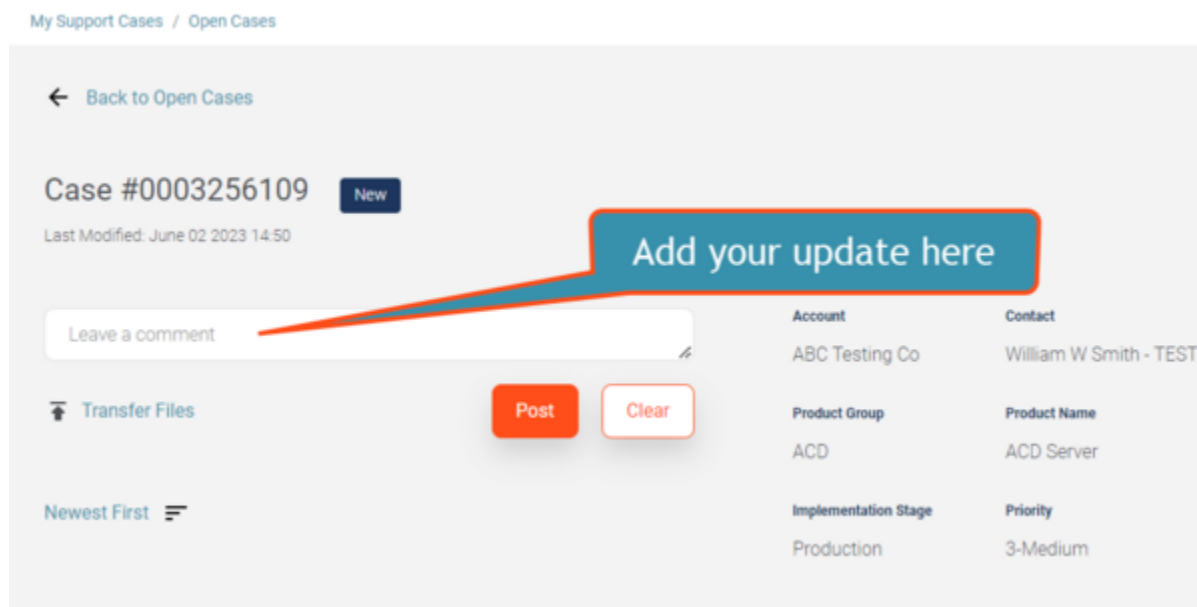 My Support Cases / Open Cases
Back to Open Cases
Case #0003256109 New
Last Modified: June 02 2023 14:50
Add your update here
Leave a comment
Transfer Files
Post Clear
Newest First
Account Contact
ABC Testing Co William W Smith - TEST
Product Group Product Name
ACD ACD Server
Implementation Stage Priority
Production 3-Medium